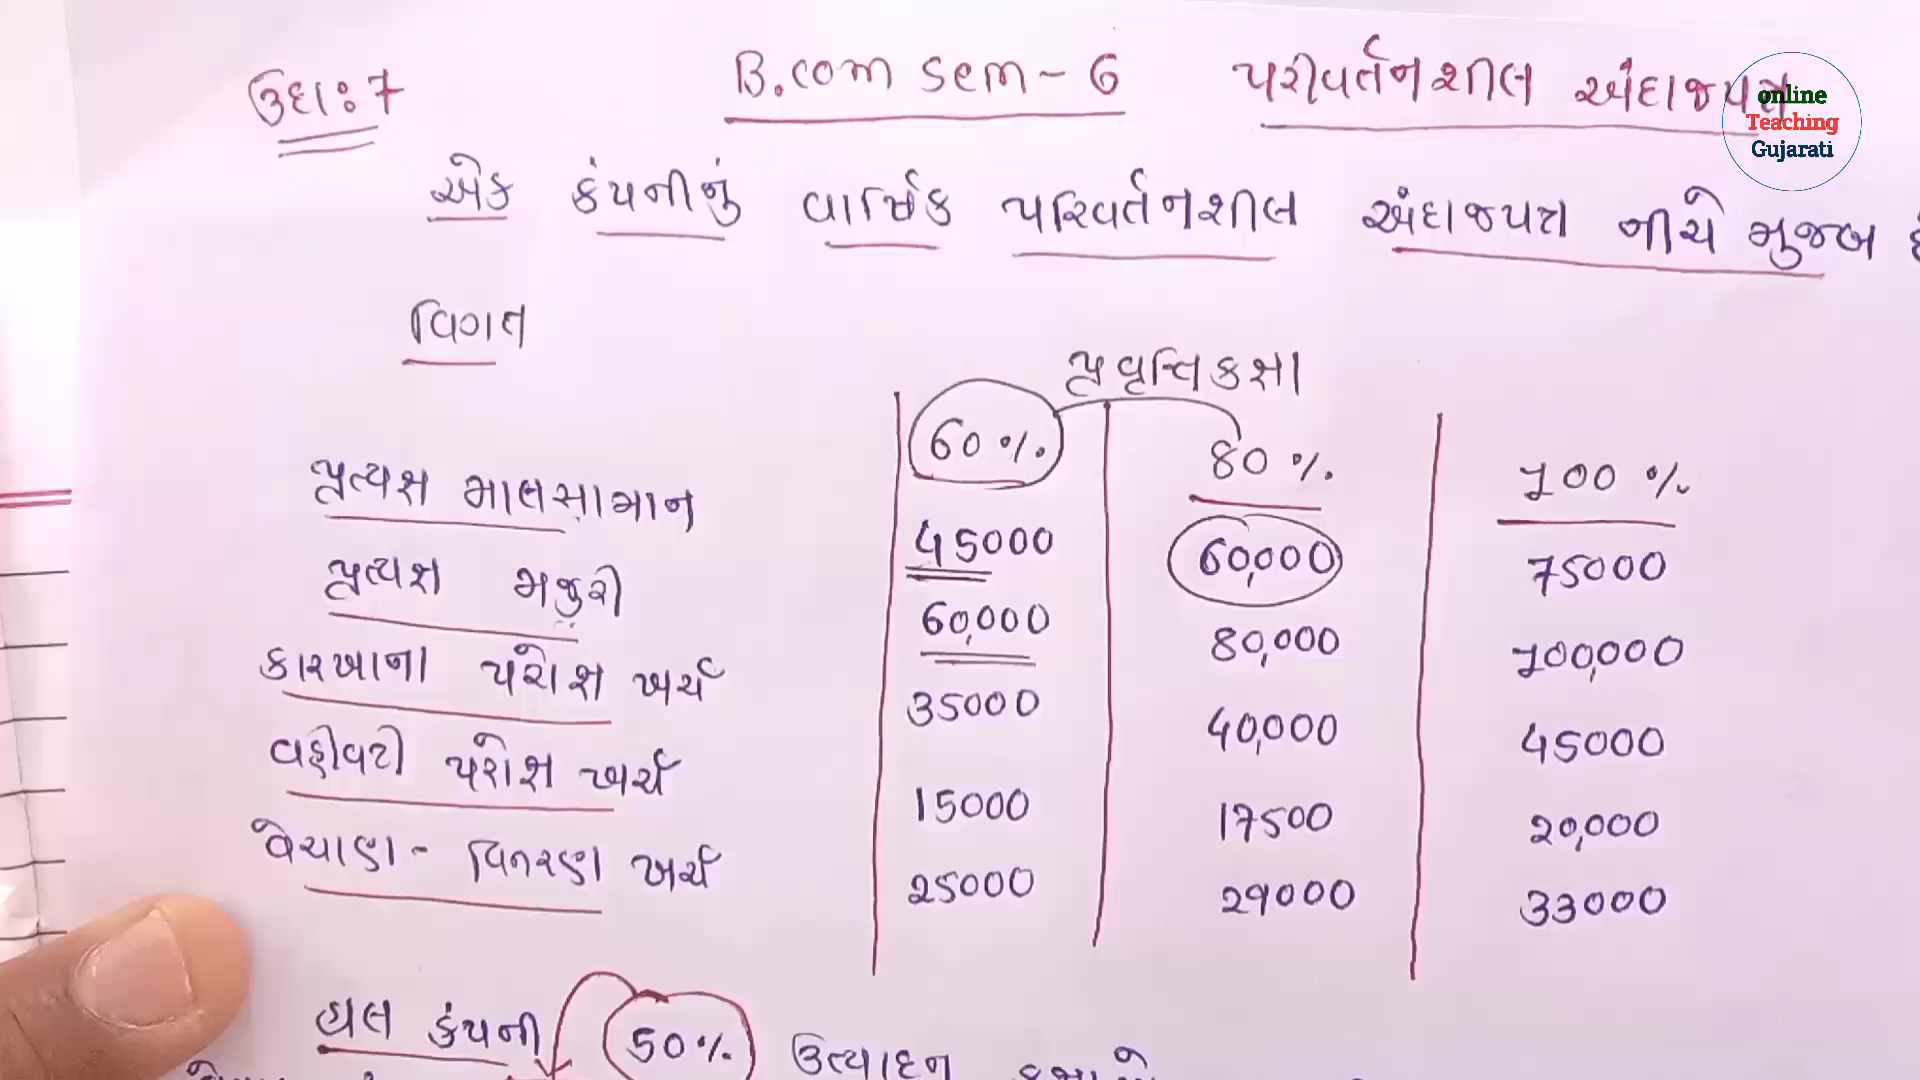 ઉદા:7 B.com sem-6 પરીવર્તનશીલ
online
Teaching
Gujarati
એક કંપનીનું વાર્ષિક પરિવર્તનશીલ અંદાજપત્ર નીચે મુજબ
વિગત
પ્રવૃત્તિ કક્ષા
60 %. 80 %. 100 %
પ્રત્યક્ષ માલસામાન 45000 60,000 75000
પ્રત્યક્ષ મજુરી 60,000 80,000 100,000
કારખાના પરોક્ષ ખર્ચ 35000 40,000 45000
વહીવટી પરોક્ષ ખર્ચ 15000 17500 20,000
વેચાણ - વિતરણ ખર્ચ 25000 29000 33000
હાલ કંપની 50%. ઉત્પાદન